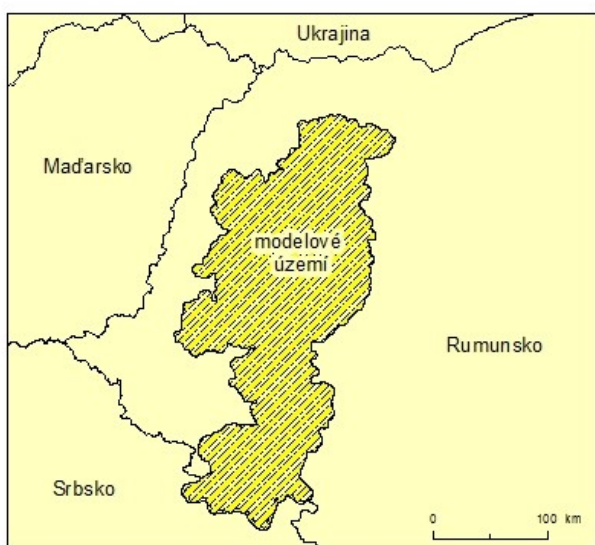 Ukrajina
Maďarsko
modelové
území
Rumunsko
Srbsko
0 100 km